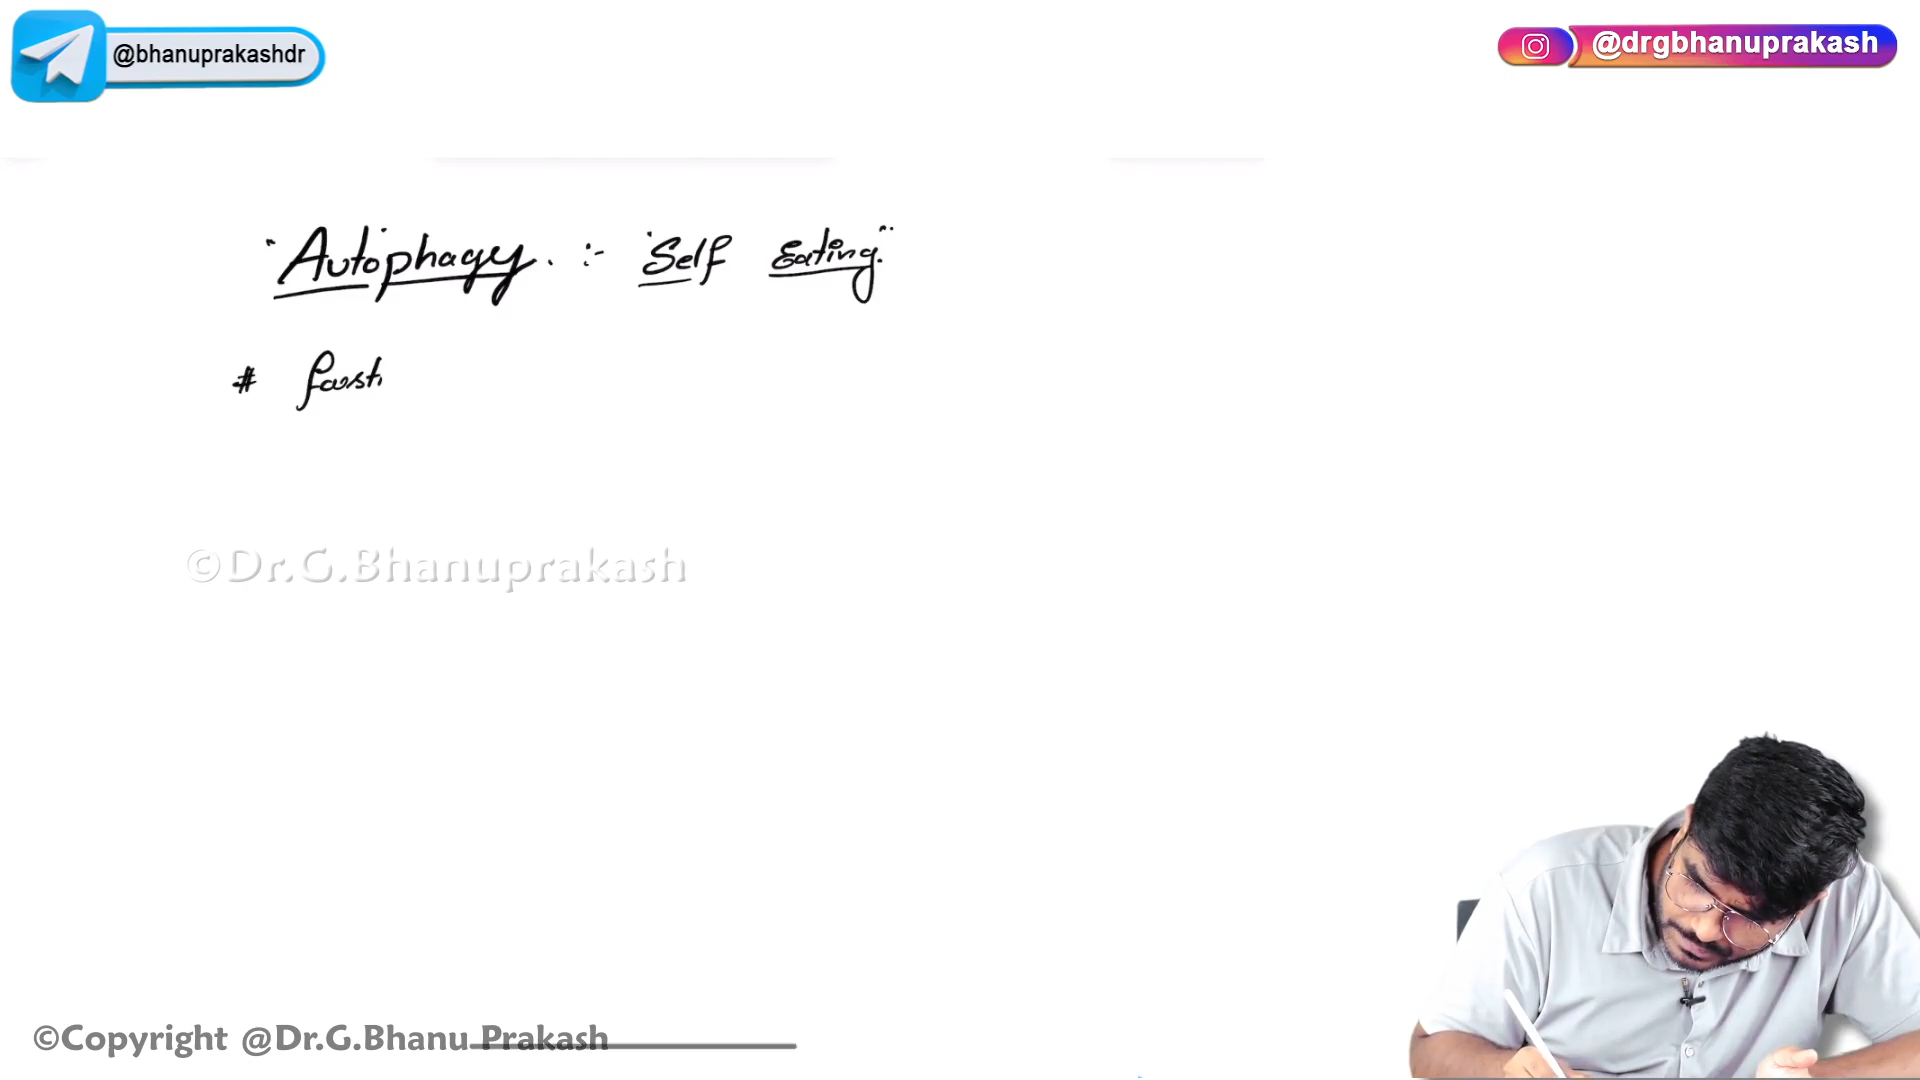 @bhanuprakashdr
@drgbhanuprakash
"Autophagy. :- "Self Eating."
# fasti
©Dr.G.Bhanuprakash
©Copyright @Dr.G.Bhanu Prakash